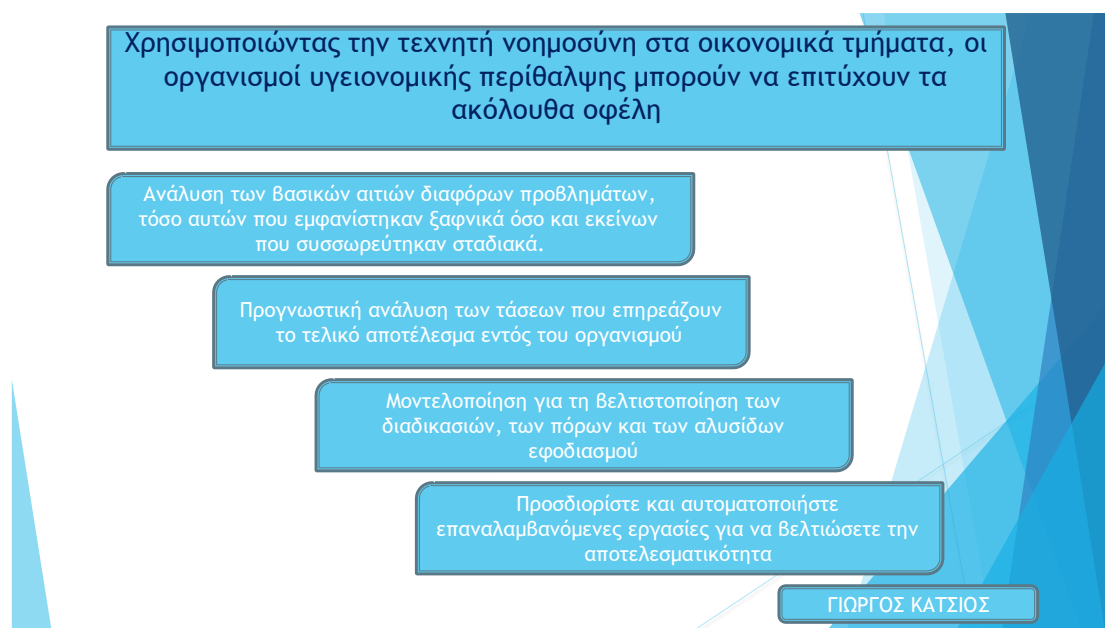 Χρησιμοποιώντας την τεχνητή νοημοσύνη στα οικονομικά τμήματα, οι
οργανισμοί υγειονομικής περίθαλψης μπορούν να επιτύχουν τα
ακόλουθα οφέλη
Ανάλυση των βασικών αιτιών διαφόρων προβλημάτων,
τόσο αυτών που εμφανίστηκαν ξαφνικά όσο και εκείνων
που συσσωρεύτηκαν σταδιακά.
Προγνωστική ανάλυση των τάσεων που επηρεάζουν
το τελικό αποτέλεσμα εντός του οργανισμού
Μοντελοποίηση για τη βελτιστοποίηση των
διαδικασιών, των πόρων και των αλυσίδων
εφοδιασμού
Προσδιορίστε και αυτοματοποιήστε
επαναλαμβανόμενες εργασίες για να βελτιώσετε την
αποτελεσματικότητα
ΓΙΩΡΓΟΣ ΚΑΤΣΙΟΣ